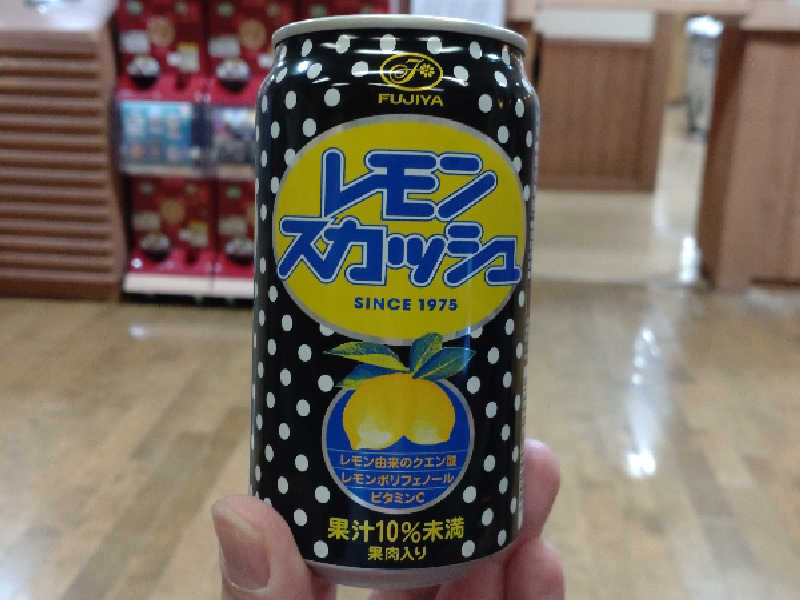 FUJIYA
レモン
スカッシュ
SINCE 1975
レモン由来のクエン酸
レモンポリフェノール
ビタミンC
果汁10%未満
果肉入り